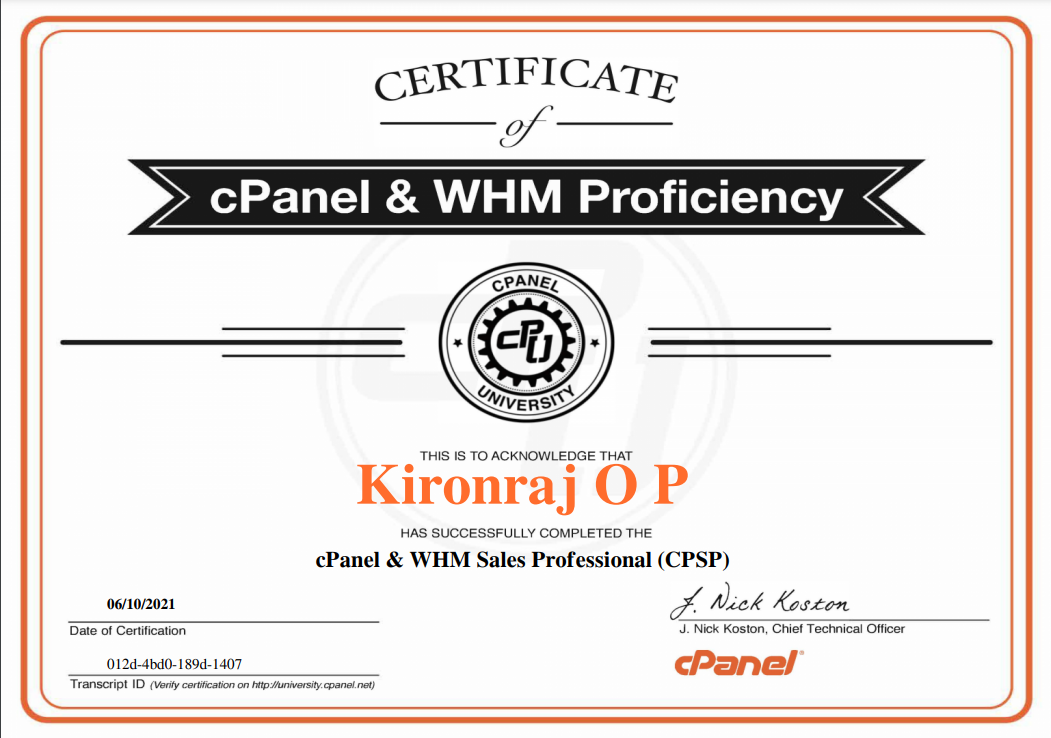 CERTIFICATE
of
cPanel & WHM Proficiency
CPANEL
CPU
UNIVERSITY
THIS IS TO ACKNOWLEDGE THAT
Kironraj O P
HAS SUCCESSFULLY COMPLETED THE
cPanel & WHM Sales Professional (CPSP)
06/10/2021
Date of Certification
012d-4bd0-189d-1407
Transcript ID (Verify certification on http://university.cpanel.net)
J. Nick Koston
J. Nick Koston, Chief Technical Officer
cPanel®